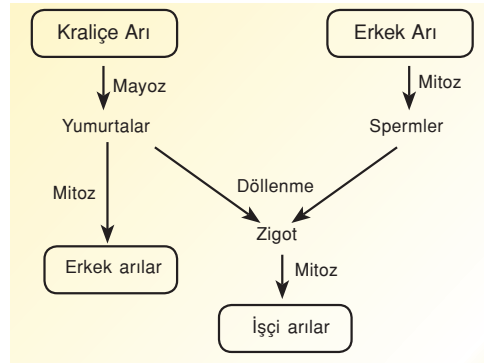 Kraliçe Arı
Erkek Arı
Mayoz
Mitoz
Yumurtalar
Spermler
Mitoz
Döllenme
Zigot
Erkek arılar
Mitoz
İşçi arılar